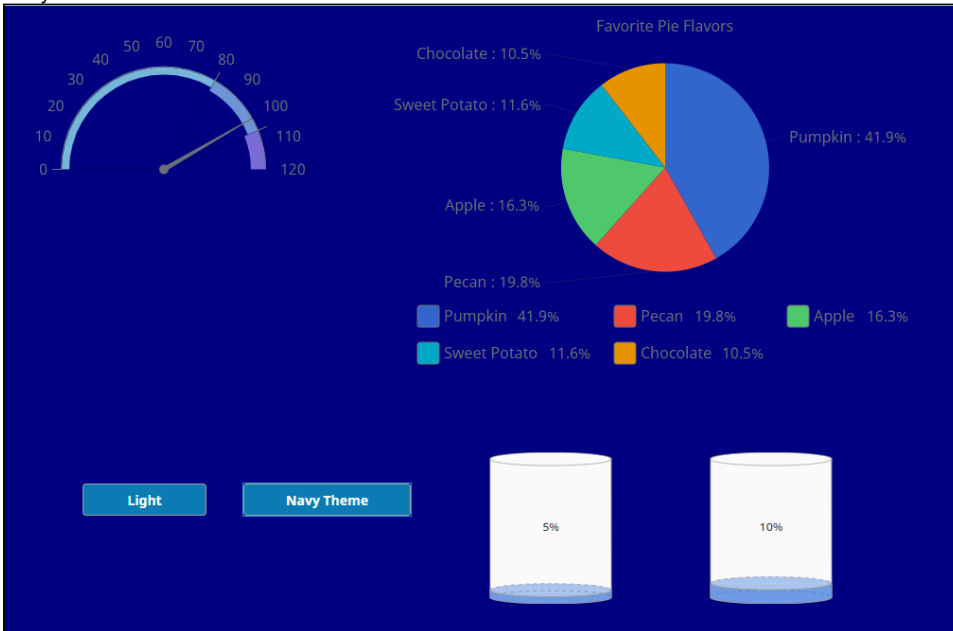 0
10
20
30
40
50
60
70
80
90
100
110
120
Favorite Pie Flavors
Chocolate : 10.5%
Sweet Potato : 11.6%
Pumpkin : 41.9%
Apple : 16.3%
Pecan : 19.8%
Pumpkin 41.9%
Pecan 19.8%
Apple 16.3%
Sweet Potato 11.6%
Chocolate 10.5%
Light
Navy Theme
5%
10%